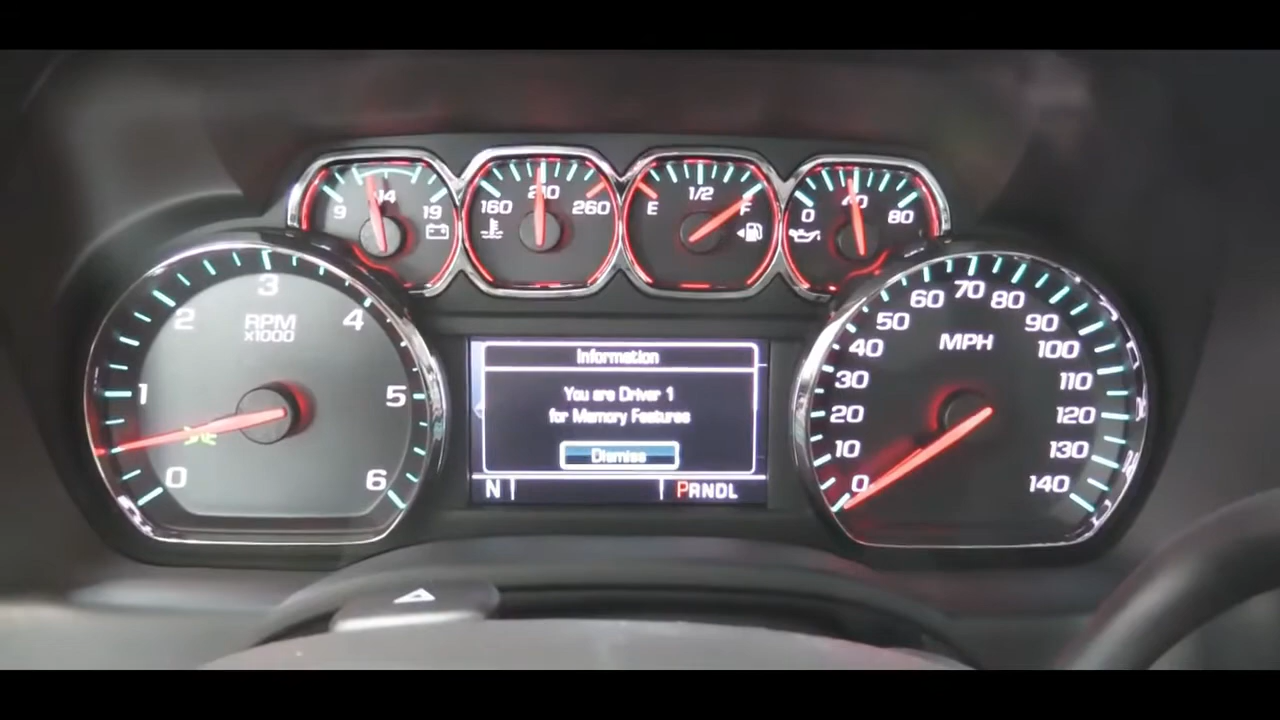 9 14 19
160 210 260
E 1/2 F
0 40 80
0 1 2 3 4 5 6
RPM
x1000
Information
You are Driver 1
for Memory Features
Dismiss
N PRNDL
0 10 20 30 40 50 60 70 80 90 100 110 120 130 140
MPH